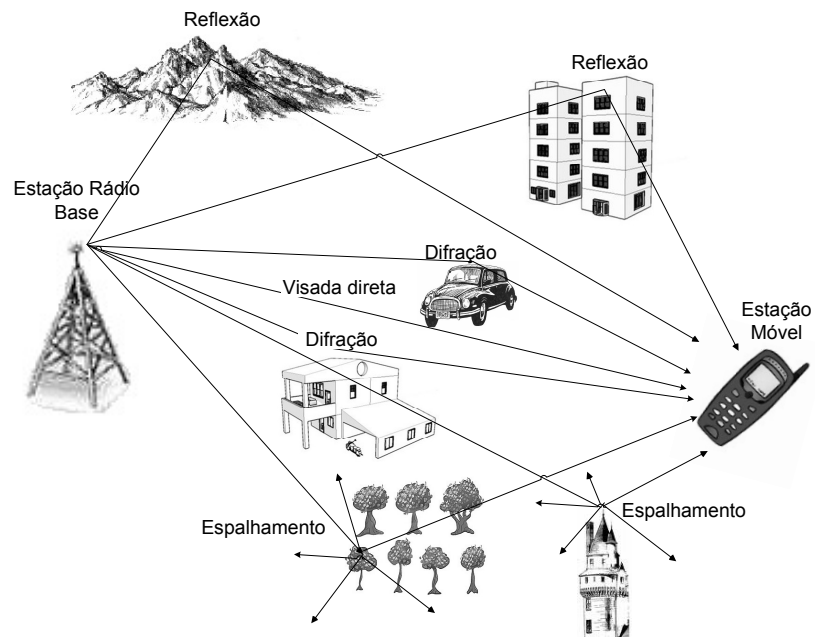 Reflexão
Reflexão
Estação Rádio
Base
Difração
Visada direta
Estação
Móvel
Difração
Espalhamento
Espalhamento